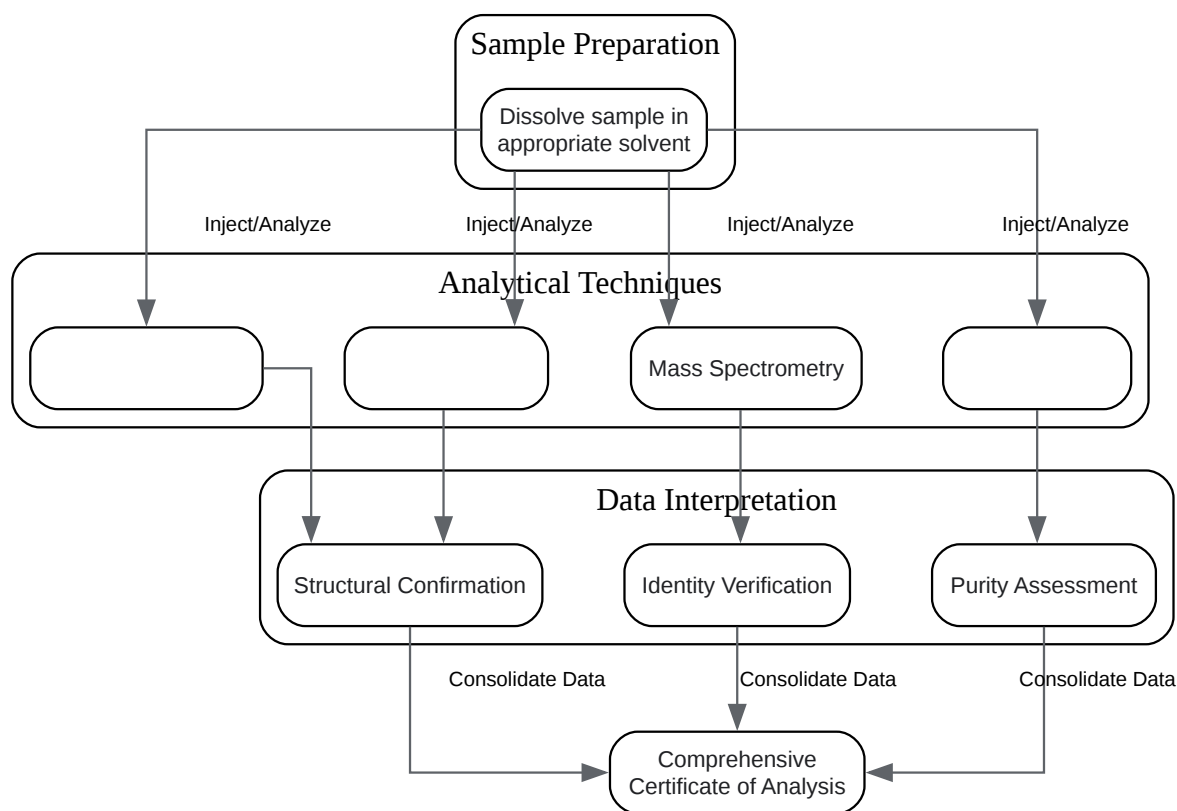 Sample Preparation
Dissolve sample in
appropriate solvent
Inject/Analyze
Inject/Analyze
Inject/Analyze
Inject/Analyze
Analytical Techniques
Mass Spectrometry
Data Interpretation
Structural Confirmation
Identity Verification
Purity Assessment
Consolidate Data
Consolidate Data
Consolidate Data
Comprehensive
Certificate of Analysis